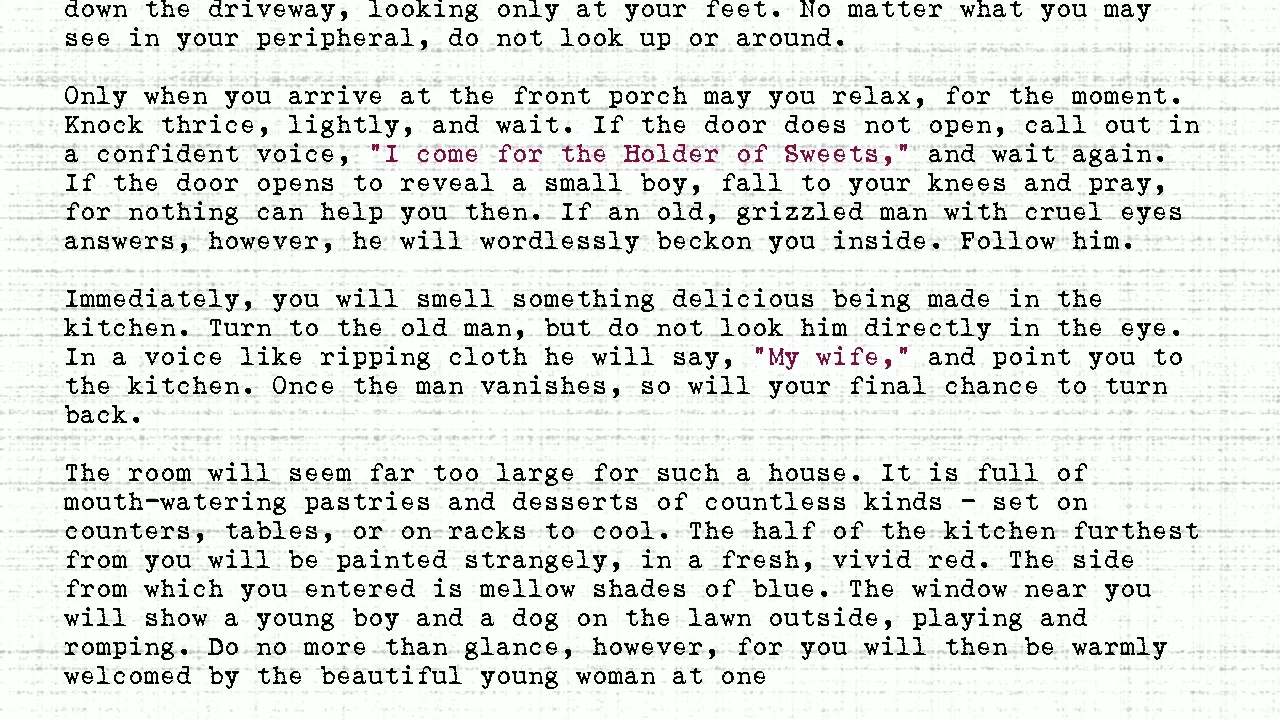 down the driveway, looking only at your feet. No matter what you may
see in your peripheral, do not look up or around.
Only when you arrive at the front porch may you relax, for the moment.
Knock thrice, lightly, and wait. If the door does not open, call out in
a confident voice, "I come for the Holder of Sweets," and wait again.
If the door opens to reveal a small boy, fall to your knees and pray,
for nothing can help you then. If an old, grizzled man with cruel eyes
answers, however, he will wordlessly beckon you inside. Follow him.
Immediately, you will smell something delicious being made in the
kitchen. Turn to the old man, but do not look him directly in the eye.
In a voice like ripping cloth he will say, "My wife," and point you to
the kitchen. Once the man vanishes, so will your final chance to turn
back.
The room will seem far too large for such a house. It is full of
mouth-watering pastries and desserts of countless kinds - set on
counters, tables, or on racks to cool. The half of the kitchen furthest
from you will be painted strangely, in a fresh, vivid red. The side
from which you entered is mellow shades of blue. The window near you
will show a young boy and a dog on the lawn outside, playing and
romping. Do no more than glance, however, for you will then be warmly
welcomed by the beautiful young woman at one